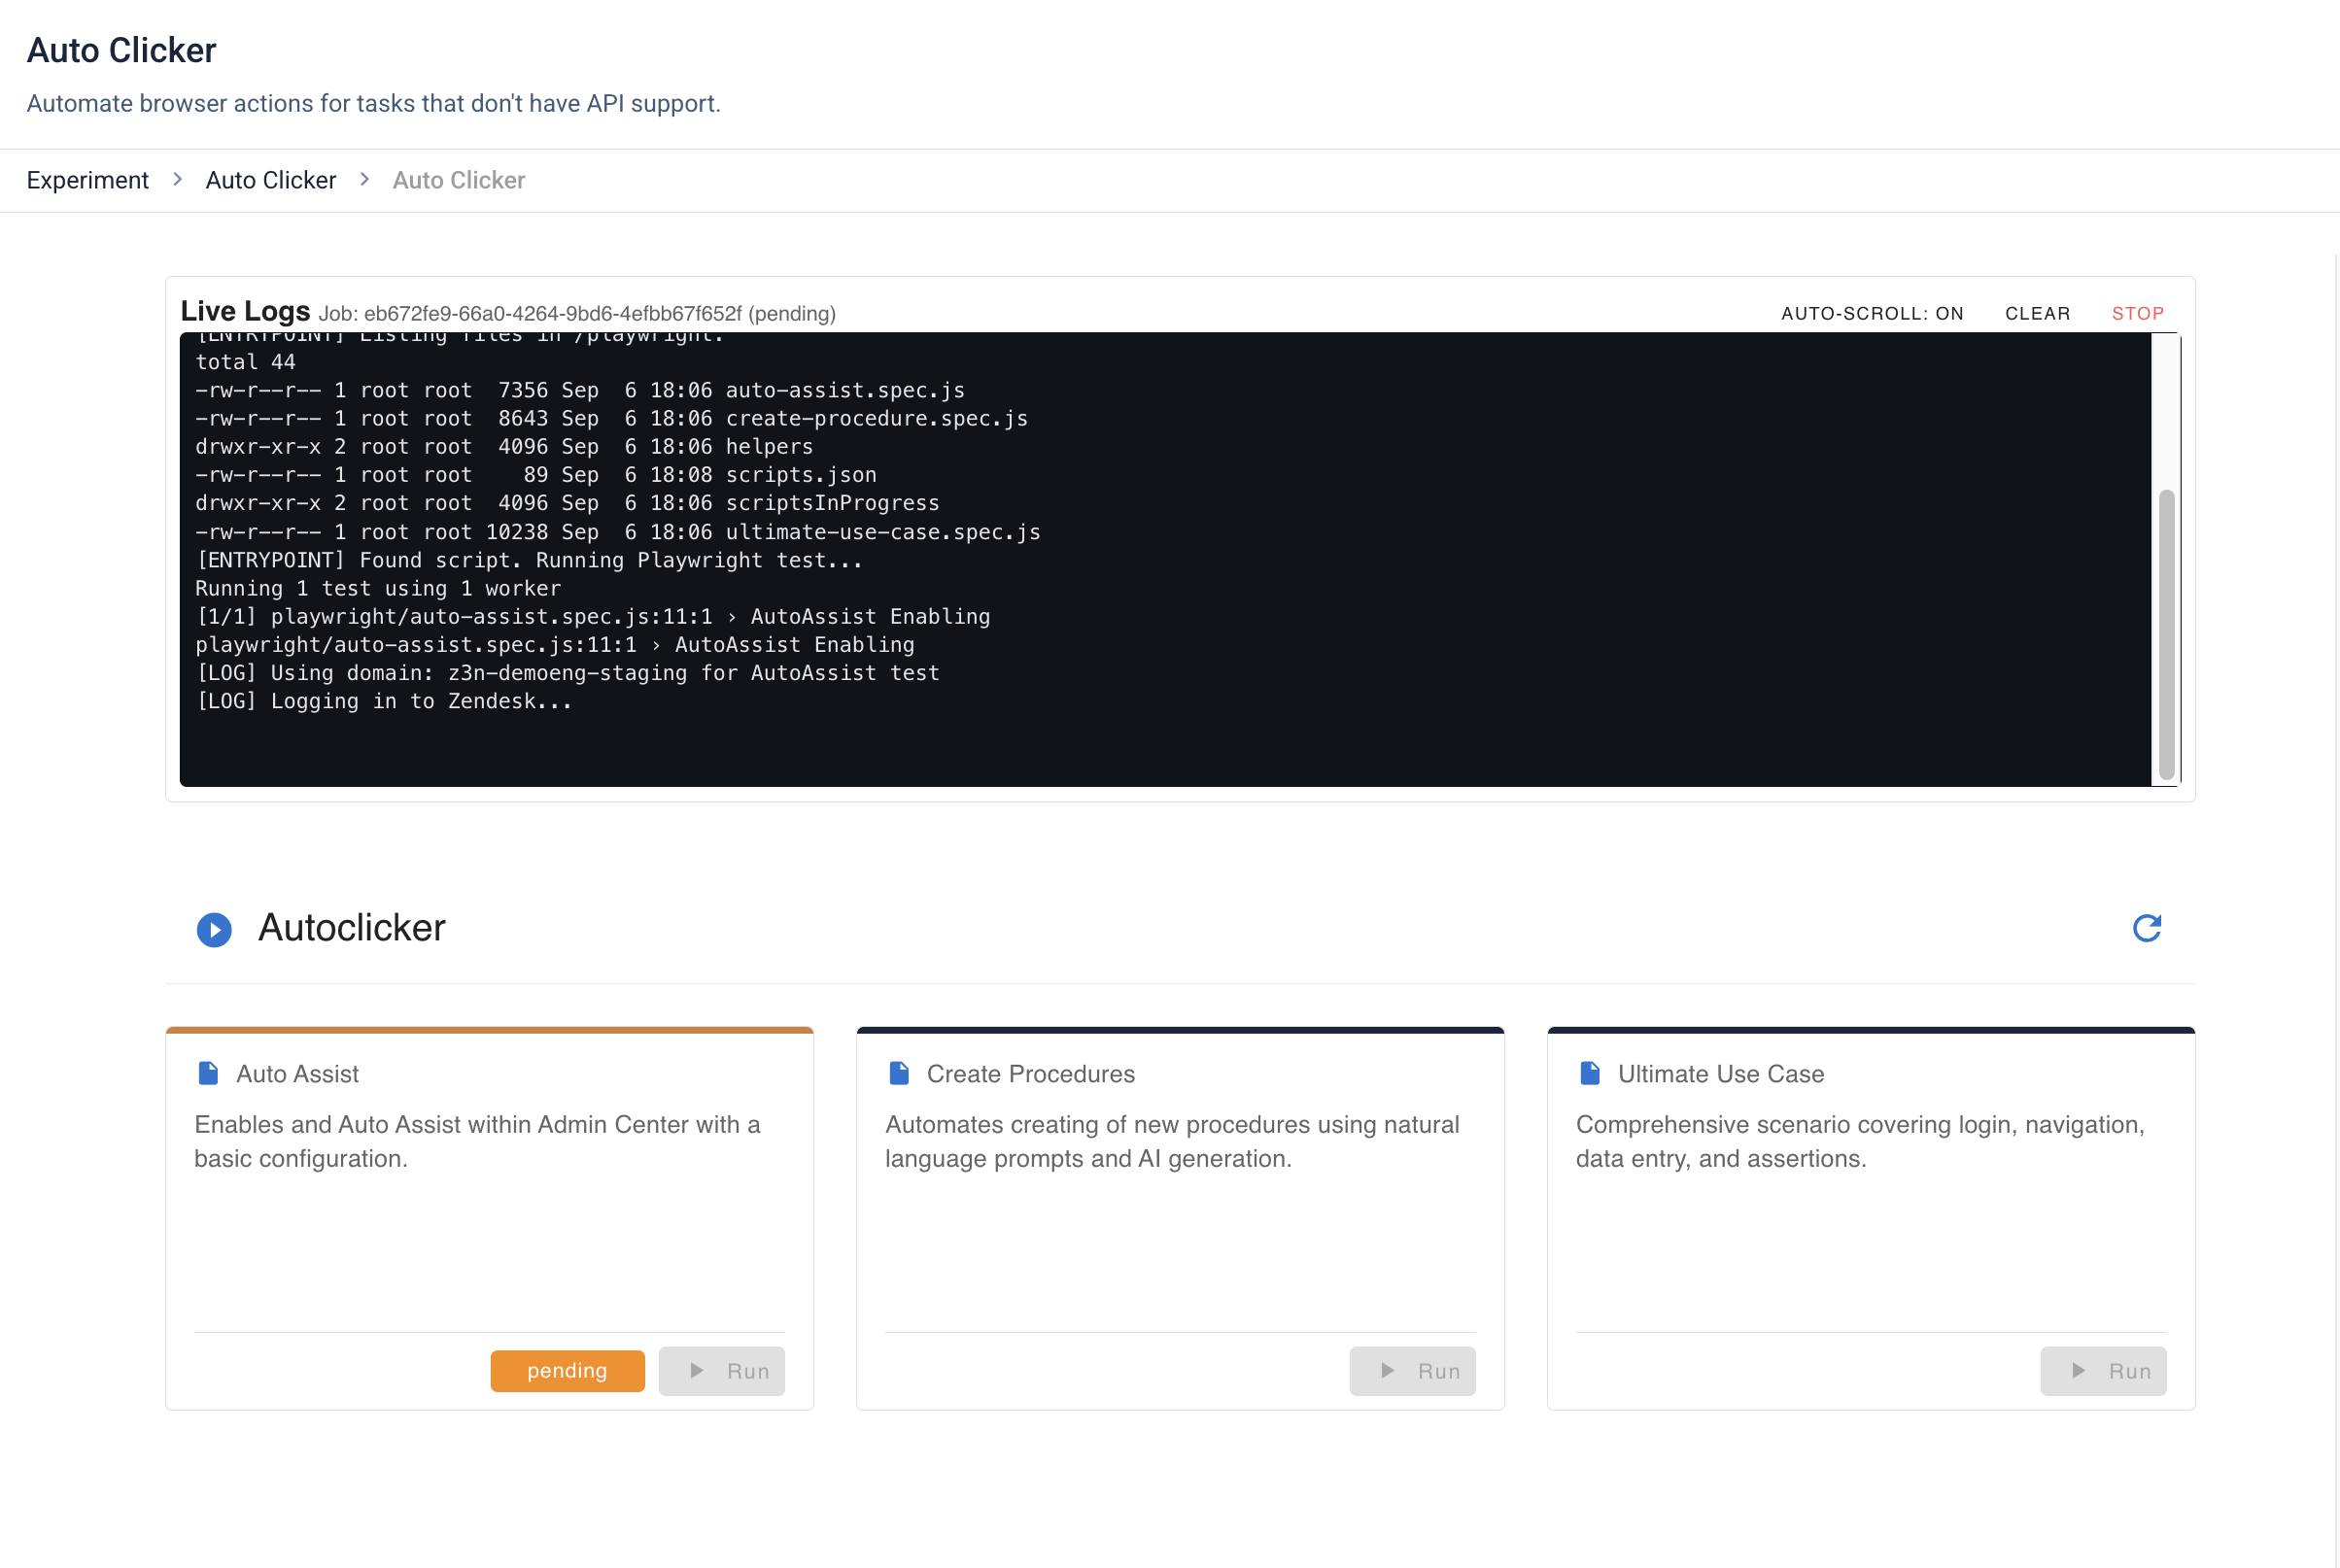 Auto Clicker
Automate browser actions for tasks that don't have API support.
Experiment > Auto Clicker > Auto Clicker
Live Logs Job: eb672fe9-66a0-4264-9bd6-4efbb67f652f (pending) AUTO-SCROLL: ON CLEAR STOP
[ENTRYPOINT] Listing files in /playwright:
total 44
-rw-r--r-- 1 root root  7356 Sep  6 18:06 auto-assist.spec.js
-rw-r--r-- 1 root root  8643 Sep  6 18:06 create-procedure.spec.js
drwxr-xr-x 2 root root  4096 Sep  6 18:06 helpers
-rw-r--r-- 1 root root    89 Sep  6 18:08 scripts.json
drwxr-xr-x 2 root root  4096 Sep  6 18:06 scriptsInProgress
-rw-r--r-- 1 root root 10238 Sep  6 18:06 ultimate-use-case.spec.js
[ENTRYPOINT] Found script. Running Playwright test...
Running 1 test using 1 worker
[1/1] playwright/auto-assist.spec.js:11:1 › AutoAssist Enabling
playwright/auto-assist.spec.js:11:1 › AutoAssist Enabling
[LOG] Using domain: z3n-demoeng-staging for AutoAssist test
[LOG] Logging in to Zendesk...
Autoclicker
Auto Assist
Enables and Auto Assist within Admin Center with a
basic configuration.
pending Run
Create Procedures
Automates creating of new procedures using natural
language prompts and AI generation.
Run
Ultimate Use Case
Comprehensive scenario covering login, navigation,
data entry, and assertions.
Run